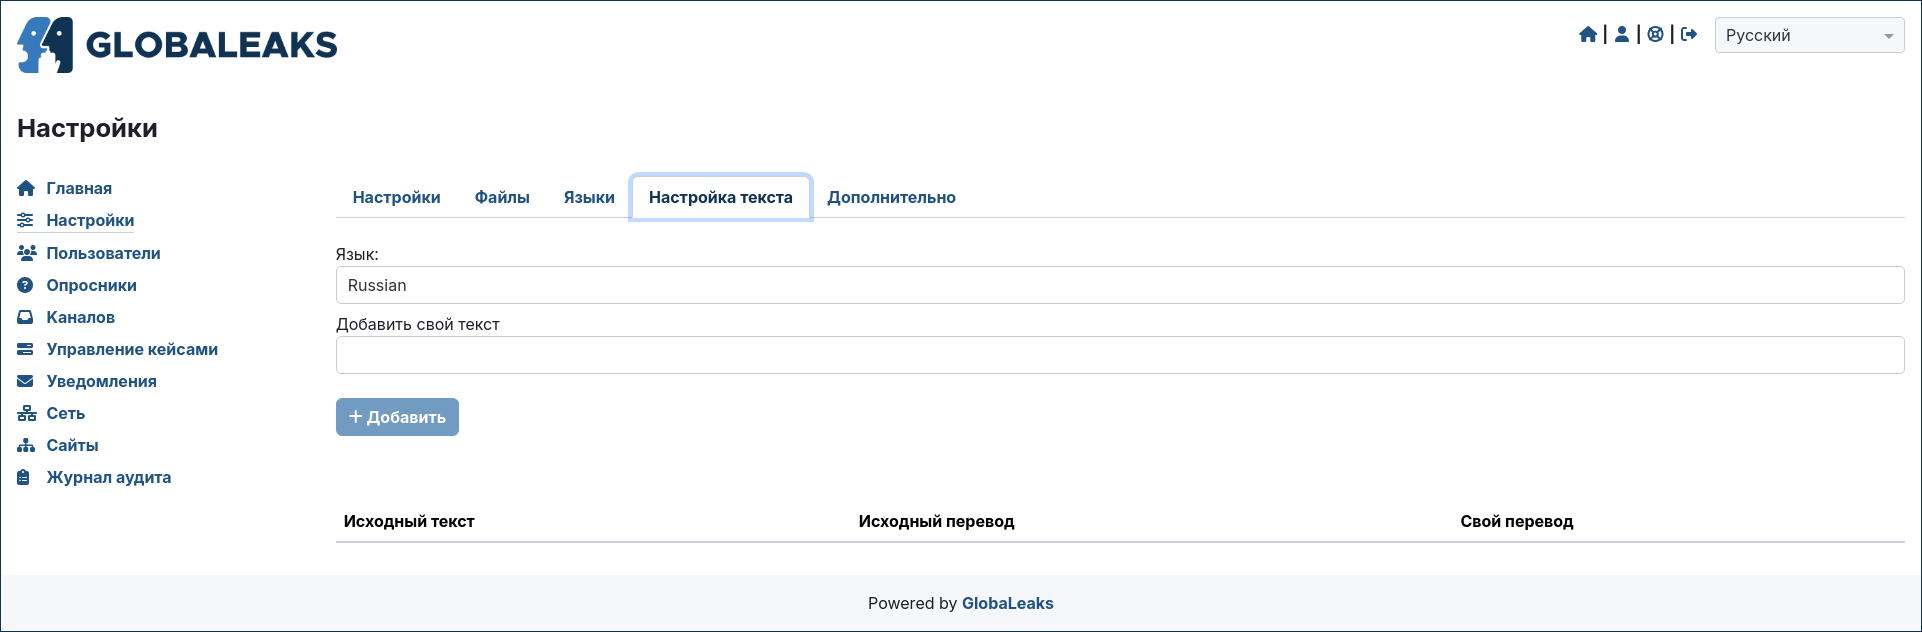 GLOBALEAKS
Русский
Настройки
Главная
Настройки
Пользователи
Опросники
Каналов
Управление кейсами
Уведомления
Сеть
Сайты
Журнал аудита
Настройки Файлы Языки Настройка текста Дополнительно
Язык:
Russian
Добавить свой текст
+ Добавить
Исходный текст Исходный перевод Свой перевод
Powered by GlobaLeaks